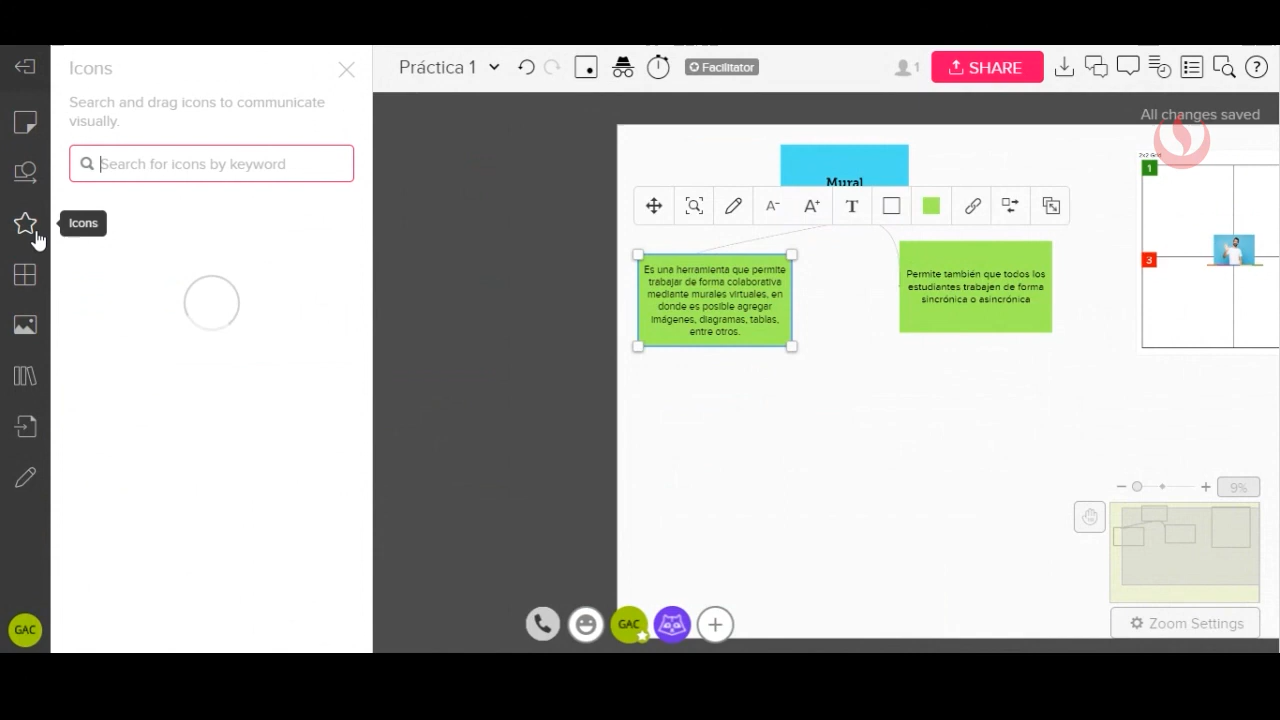 Icons
Search and drag icons to communicate
visually.
Search for icons by keyword
Icons
GAC
Práctica 1
Facilitator
1
SHARE
?
All changes saved
Mural
A-
A+
T
Es una herramienta que permite
trabajar de forma colaborativa
mediante murales virtuales, en
donde es posible agregar
imágenes, diagramas, tablas,
entre otros.
Permite también que todos los
estudiantes trabajen de forma
sincrónica o asincrónica
2x2 Grid
1
3
9%
Zoom Settings
GAC